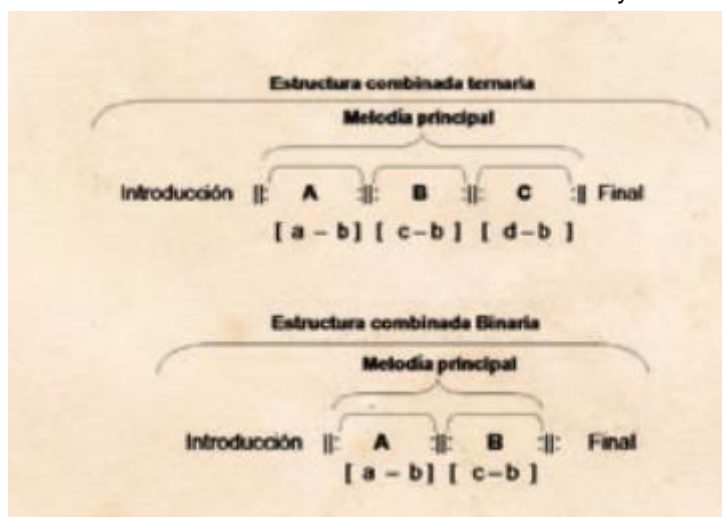 Estructura combinada ternaria
Melodía principal
Introducción ||: A :||: B :||: C :|| Final
[ a – b] [ c–b ] [ d–b ]
Estructura combinada Binaria
Melodía principal
Introducción ||: A :||: B :||: Final
[ a – b] [ c–b ]